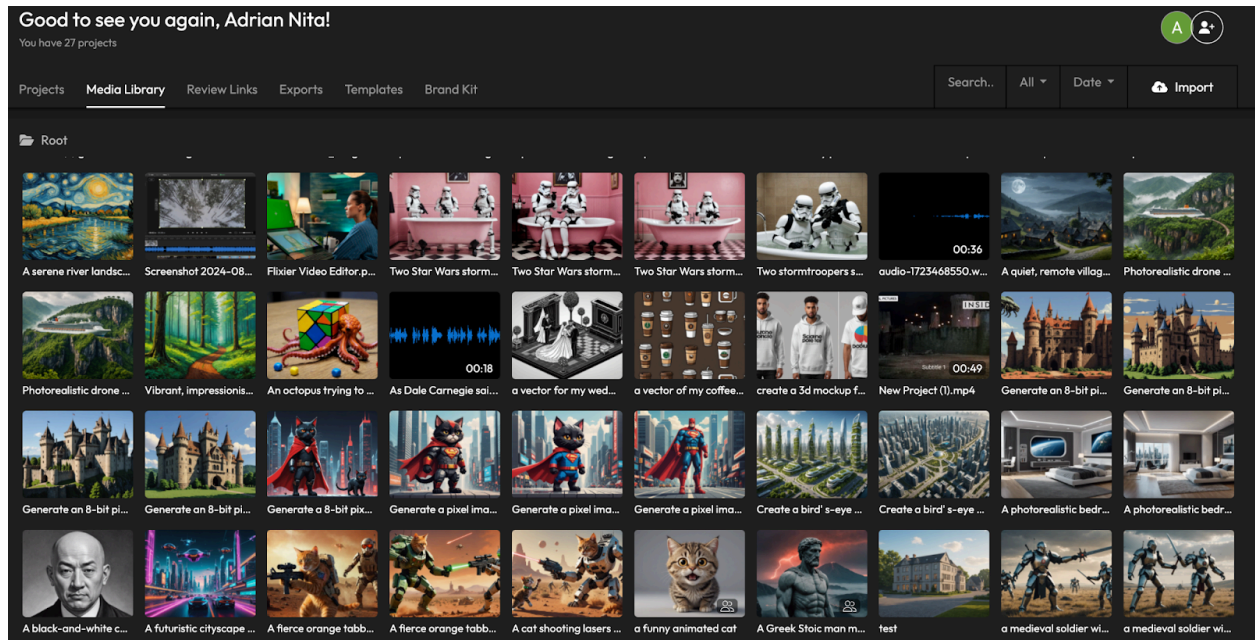 Good to see you again, Adrian Nita!
You have 27 projects
A
Projects Media Library Review Links Exports Templates Brand Kit
Search.. All Date Import
Root
A serene river landsc... Screenshot 2024-08... Flixier Video Editor.p... Two Star Wars storm... Two Star Wars storm... Two Star Wars storm... Two stormtroopers s... audio-1723468550.w... A quiet, remote villag... Photorealistic drone ...
00:36
Photorealistic drone ... Vibrant, impressionis... An octopus trying to ... As Dale Carnegie sai... a vector for my wed... a vector of my coffee... create a 3d mockup f... New Project (1).mp4 Generate an 8-bit pi... Generate an 8-bit pi...
00:18
INSID
Subtitle 1
00:49
Generate an 8-bit pi... Generate an 8-bit pi... Generate a 8-bit pix... Generate a pixel ima... Generate a pixel ima... Generate a pixel ima... Create a bird' s-eye ... Create a bird' s-eye ... A photorealistic bedr... A photorealistic bedr...
A black-and-white c... A futuristic cityscape ... A fierce orange tabb... A fierce orange tabb... A cat shooting lasers ... a funny animated cat A Greek Stoic man m... test a medieval soldier wi... a medieval soldier wi...